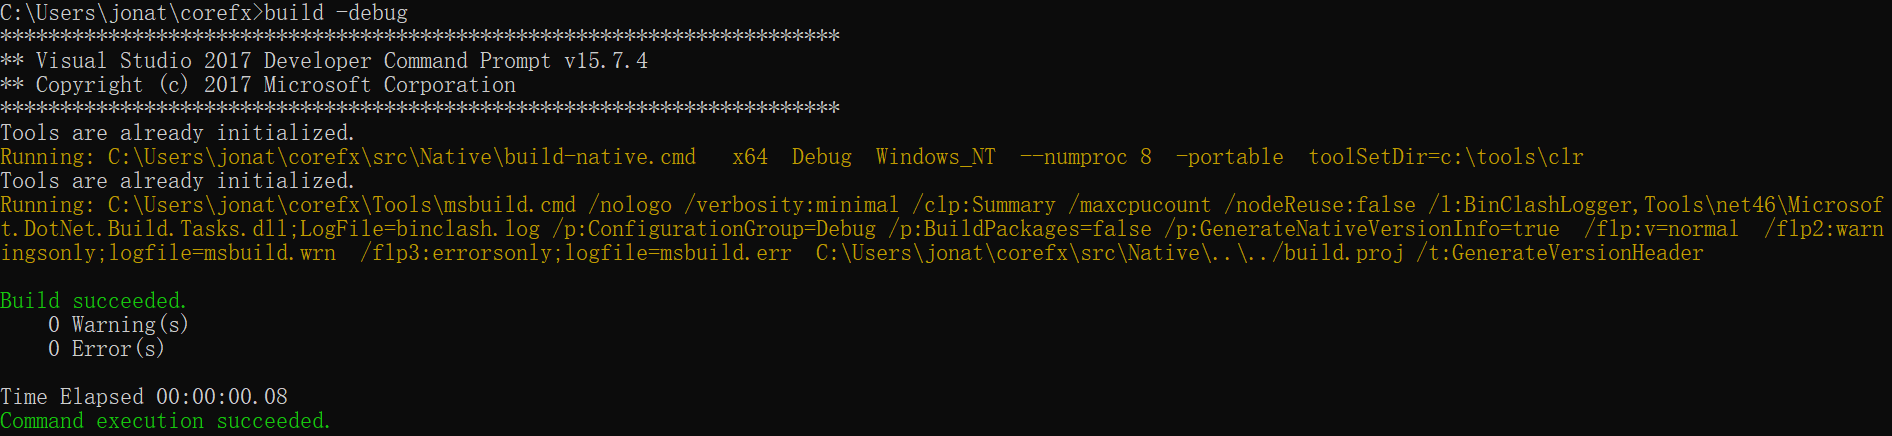 C:\Users\jonat\corefx>build -debug
**********************************************************************
** Visual Studio 2017 Developer Command Prompt v15.7.4
** Copyright (c) 2017 Microsoft Corporation
**********************************************************************
Tools are already initialized.
Running: C:\Users\jonat\corefx\src\Native\build-native.cmd   x64  Debug  Windows_NT  --numproc 8  -portable  toolSetDir=c:\tools\clr
Tools are already initialized.
Running: C:\Users\jonat\corefx\Tools\msbuild.cmd /nologo /verbosity:minimal /clp:Summary /maxcpucount /nodeReuse:false /l:BinClashLogger,Tools\net46\Microsof
t.DotNet.Build.Tasks.dll;LogFile=binclash.log /p:ConfigurationGroup=Debug /p:BuildPackages=false /p:GenerateNativeVersionInfo=true  /flp:v=normal  /flp2:warn
ingsonly;logfile=msbuild.wrn  /flp3:errorsonly;logfile=msbuild.err  C:\Users\jonat\corefx\src\Native\..\../build.proj /t:GenerateVersionHeader
Build succeeded.
    0 Warning(s)
    0 Error(s)
Time Elapsed 00:00:00.08
Command execution succeeded.